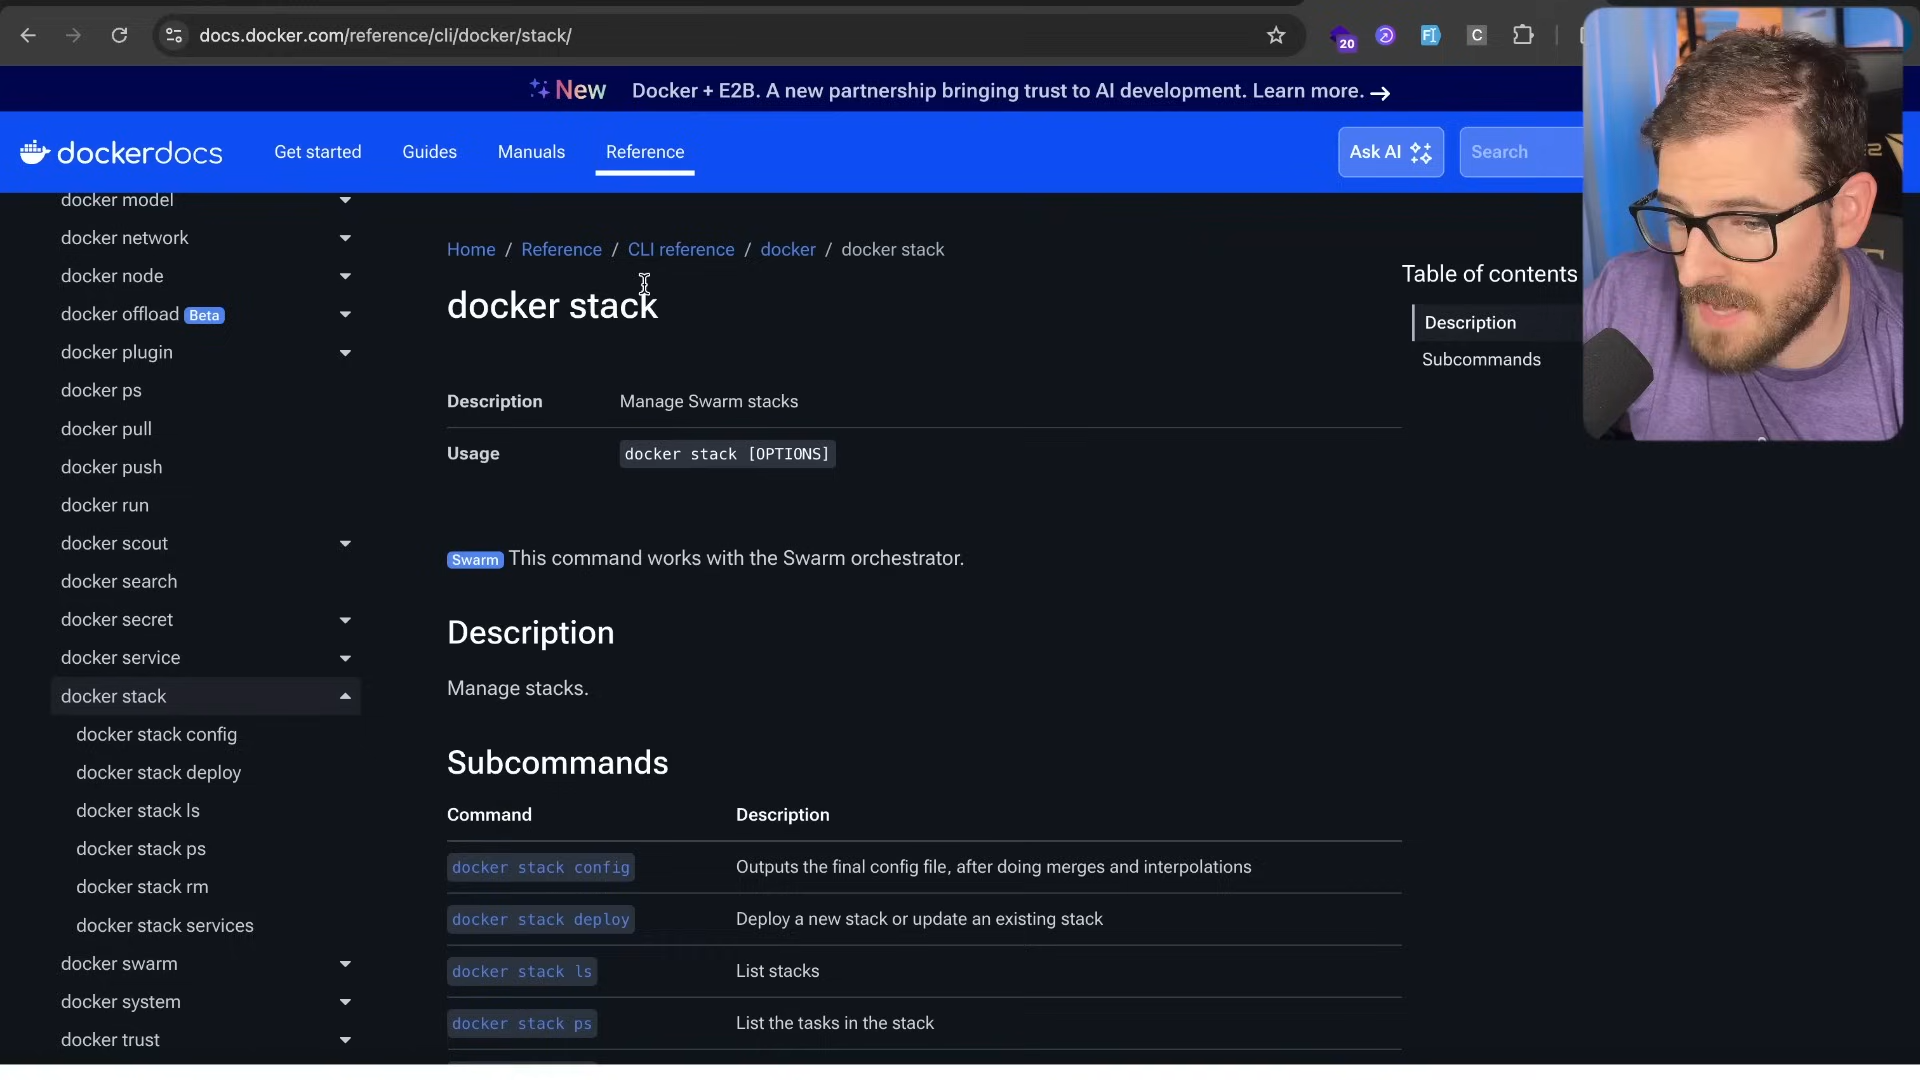 docs.docker.com/reference/cli/docker/stack/
20
C
New Docker + E2B. A new partnership bringing trust to AI development. Learn more. →
dockerdocs
Get started
Guides
Manuals
Reference
Ask AI
Search
docker model
docker network
docker node
docker offload Beta
docker plugin
docker ps
docker pull
docker push
docker run
docker scout
docker search
docker secret
docker service
docker stack
docker stack config
docker stack deploy
docker stack ls
docker stack ps
docker stack rm
docker stack services
docker swarm
docker system
docker trust
Home / Reference / CLI reference / docker / docker stack
docker stack
Description Manage Swarm stacks
Usage docker stack [OPTIONS]
Swarm This command works with the Swarm orchestrator.
Description
Manage stacks.
Subcommands
Command Description
docker stack config Outputs the final config file, after doing merges and interpolations
docker stack deploy Deploy a new stack or update an existing stack
docker stack ls List stacks
docker stack ps List the tasks in the stack
Table of contents
Description
Subcommands